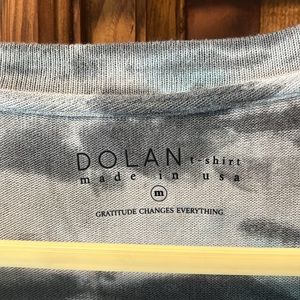 DOLAN t-shirt
made in usa
m
GRATITUDE CHANGES EVERYTHING